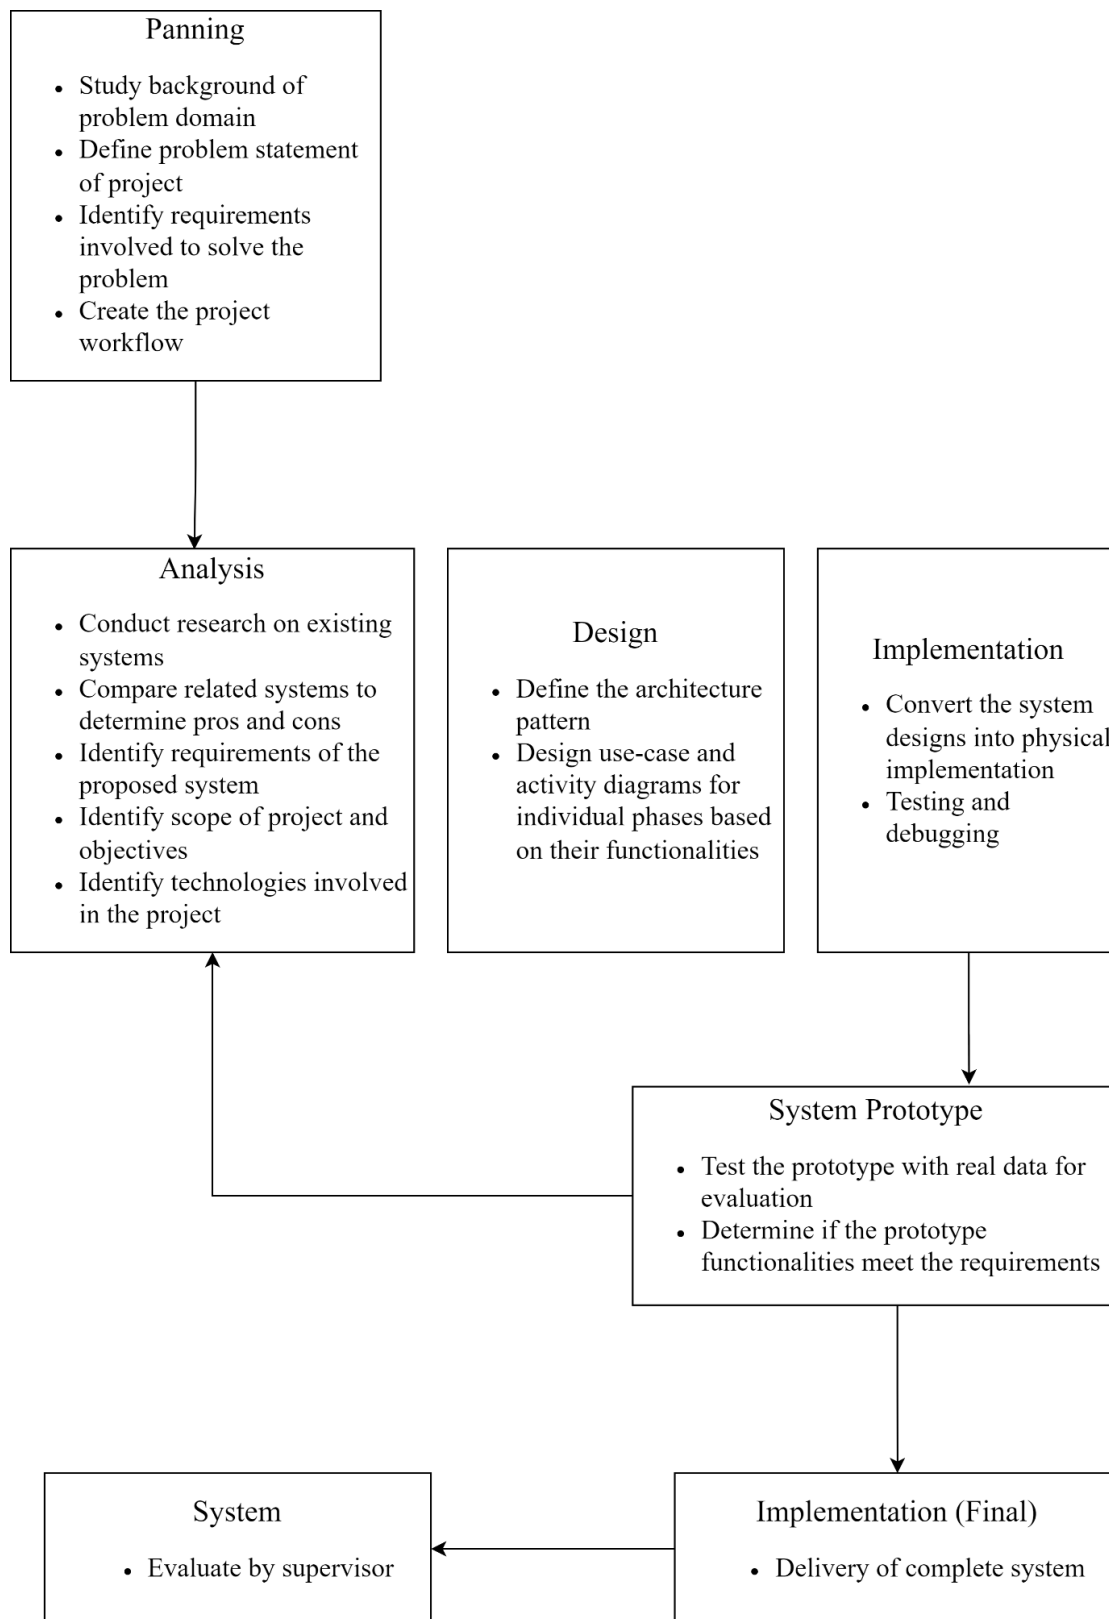 Panning
• Study background of
problem domain
• Define problem statement
of project
• Identify requirements
involved to solve the
problem
• Create the project
workflow
Analysis
• Conduct research on existing
systems
• Compare related systems to
determine pros and cons
• Identify requirements of the
proposed system
• Identify scope of project and
objectives
• Identify technologies involved
in the project
Design
• Define the architecture
pattern
• Design use-case and
activity diagrams for
individual phases based
on their functionalities
Implementation
• Convert the system
designs into physical
implementation
• Testing and
debugging
System Prototype
• Test the prototype with real data for
evaluation
• Determine if the prototype
functionalities meet the requirements
System
• Evaluate by supervisor
Implementation (Final)
• Delivery of complete system